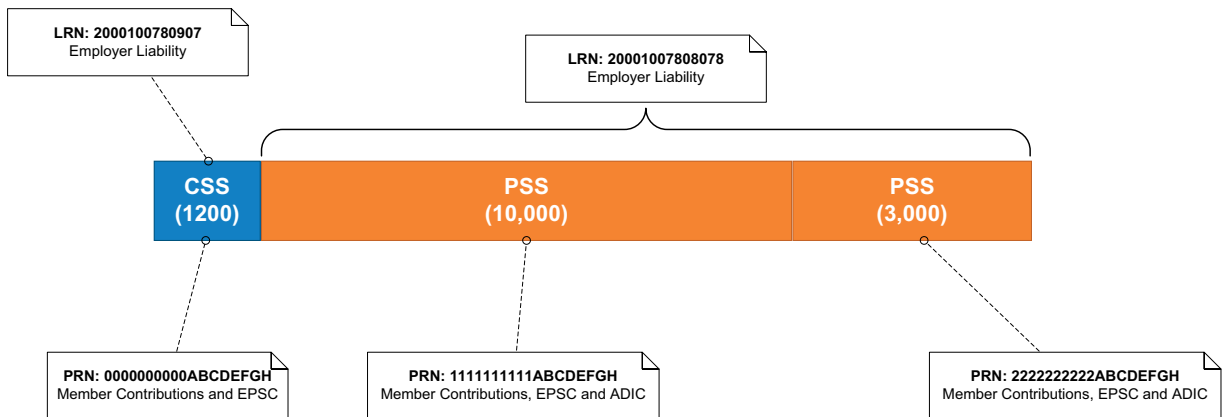 LRN: 2000100780907
Employer Liability
LRN: 20001007808078
Employer Liability
CSS
(1200)
PSS
(10,000)
PSS
(3,000)
PRN: 0000000000ABCDEFGH
Member Contributions and EPSC
PRN: 1111111111ABCDEFGH
Member Contributions, EPSC and ADIC
PRN: 2222222222ABCDEFGH
Member Contributions, EPSC and ADIC